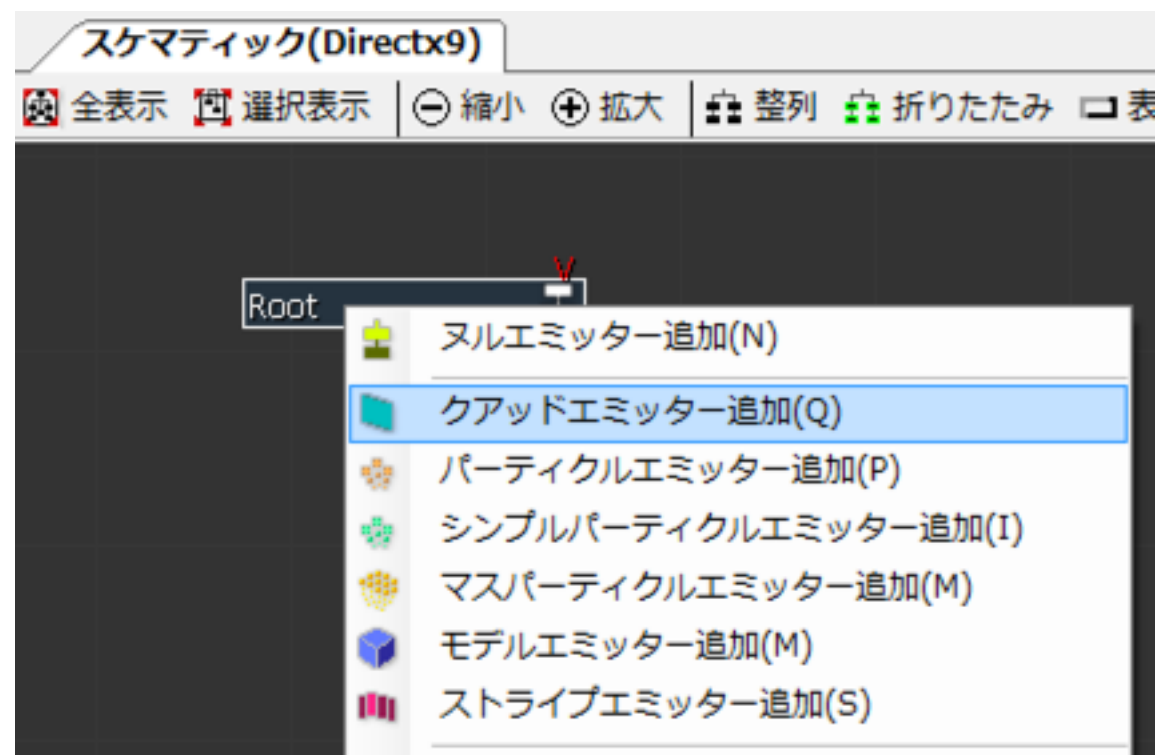 スケマティック(Directx9)
全表示 選択表示 縮小 拡大 整列 折りたたみ 表
Root
ヌルエミッター追加(N)
クアッドエミッター追加(Q)
パーティクルエミッター追加(P)
シンプルパーティクルエミッター追加(I)
マスパーティクルエミッター追加(M)
モデルエミッター追加(M)
ストライプエミッター追加(S)